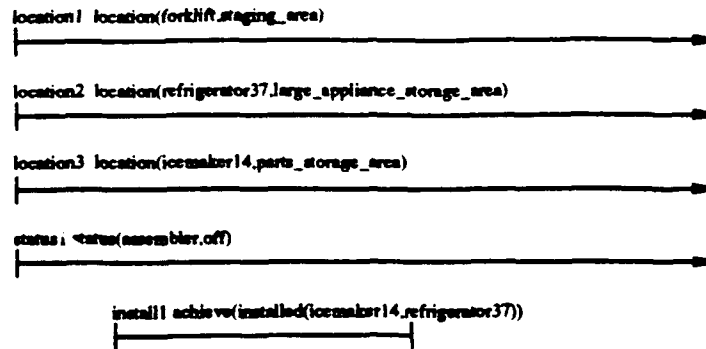 location1 location(forklift,staging_area)
location2 location(refrigerator37,large_appliance_storage_area)
location3 location(icemaker14,parts_storage_area)
status1 status(assembler,off)
install1 achieve(installed(icemaker14,refrigerator37))